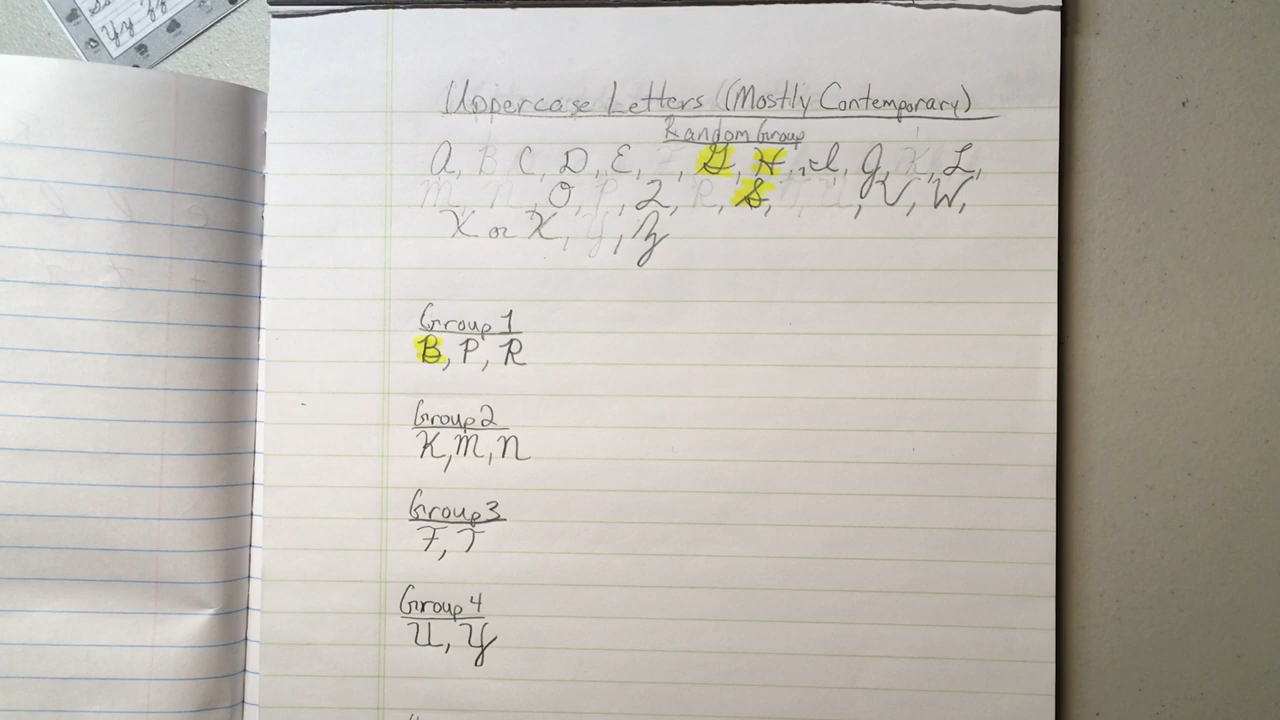 Uppercase Letters (Mostly Contemporary)
Random Group
A, B C, D, E, F, G, H, I, J, K, L,
M, N, O, P, Q, R, S, T, U, V, W,
X or X, Y, Z
Group 1
B, P, R
Group 2
K, M, N
Group 3
F, T
Group 4
U, Y